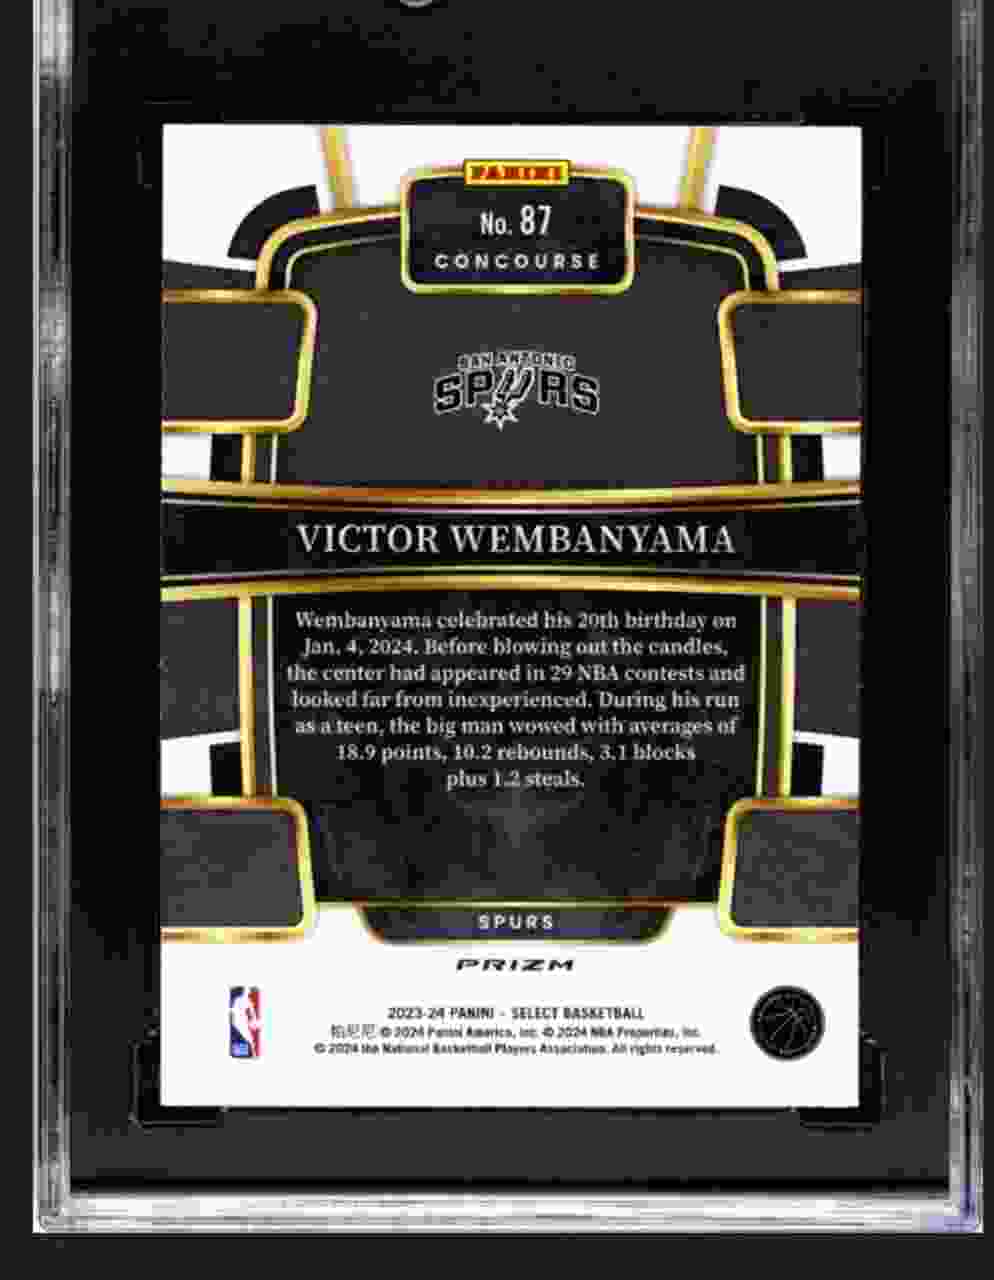 PANINI
No. 87
CONCOURSE
SAN ANTONIO
SPURS
VICTOR WEMBANYAMA
Wembanyama celebrated his 20th birthday on
Jan. 4, 2024. Before blowing out the candles,
the center had appeared in 29 NBA contests and
looked far from inexperienced. During his run
as a teen, the big man wowed with averages of
18.9 points, 10.2 rebounds, 3.1 blocks
plus 1.2 steals.
SPURS
PRIZM
2023-24 PANINI - SELECT BASKETBALL
帕尼尼 © 2024 Panini America, Inc. © 2024 NBA Properties, Inc.
© 2024 the National Basketball Players Association. All rights reserved.